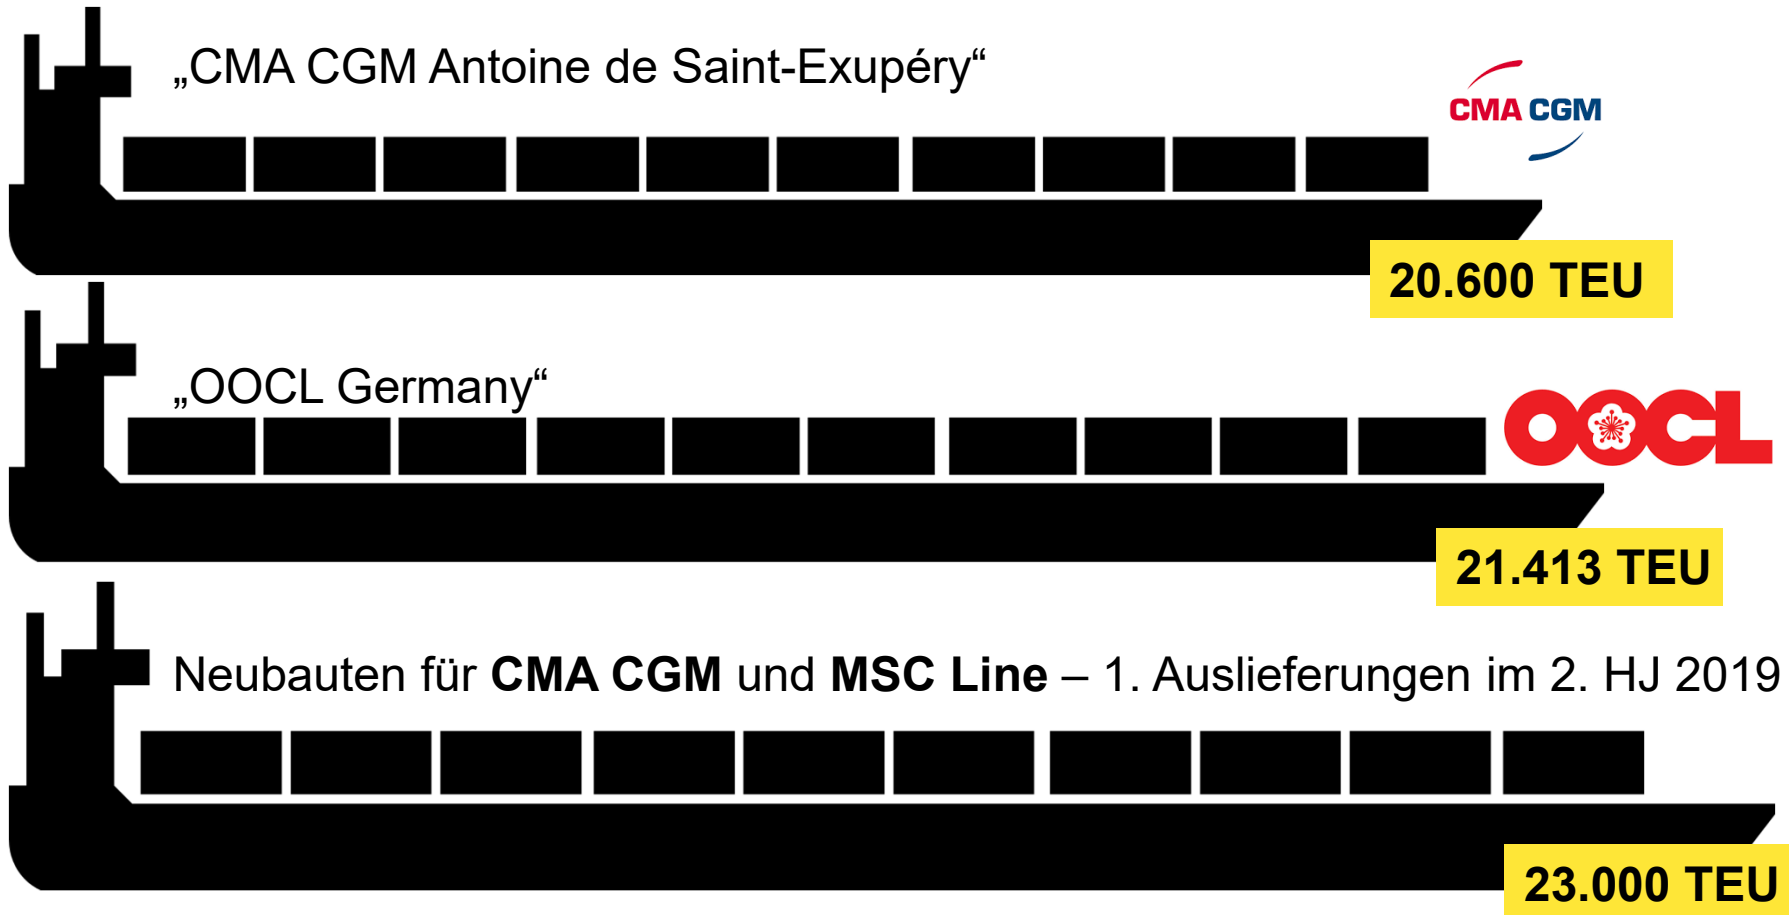 „CMA CGM Antoine de Saint-Exupéry“
CMA CGM
20.600 TEU
„OOCL Germany“
OOCL
21.413 TEU
Neubauten für CMA CGM und MSC Line – 1. Auslieferungen im 2. HJ 2019
23.000 TEU